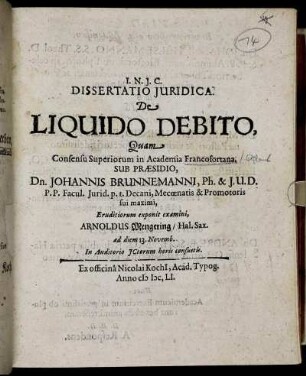 74
I. N. J. C.
DISSERTATIO JURIDICA
De
LIQUIDO DEBITO,
Quam
Consensu Superiorum in Academia Francofortana,
SUB PRÆSIDIO,
Dn. JOHANNIS BRUNNEMANNI, Ph. & J.U.D.
P. P. Facul. Jurid. p. t. Decani, Mecœnatis & Promotoris
sui maximi,
Eruditiorum exponit examini,
ARNOLDUS Mengering / Hal. Sax.
ad diem 13. Novemb.
In Auditorio JCtorum horis consuetis.
Ex officinâ Nicolai KochI, Acad. Typog.
Anno cIɔ Iɔc, LI.